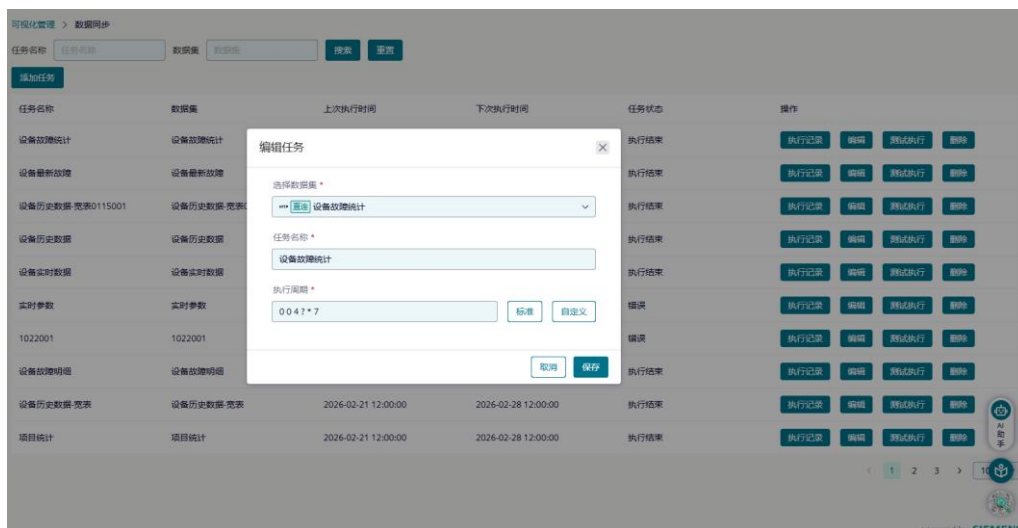 可视化管理 > 数据同步
任务名称 任务名称 数据集 数据集 搜索 重置
添加任务
任务名称 数据集 上次执行时间 下次执行时间 任务状态 操作
设备故障统计 设备故障统计 执行结束 执行记录 编辑 测试执行 删除
设备最新故障 设备最新故障 执行结束 执行记录 编辑 测试执行 删除
设备历史数据-宽表0115001 设备历史数据-宽表0 执行结束 执行记录 编辑 测试执行 删除
设备历史数据 设备历史数据 执行结束 执行记录 编辑 测试执行 删除
设备实时数据 设备实时数据 执行结束 执行记录 编辑 测试执行 删除
实时参数 实时参数 错误 执行记录 编辑 测试执行 删除
1022001 1022001 错误 执行记录 编辑 测试执行 删除
设备故障明细 设备故障明细 执行结束 执行记录 编辑 测试执行 删除
设备历史数据-宽表 设备历史数据-宽表 2026-02-21 12:00:00 2026-02-28 12:00:00 执行结束 执行记录 编辑 测试执行 删除
项目统计 项目统计 2026-02-21 12:00:00 2026-02-28 12:00:00 执行结束 执行记录 编辑 测试执行 删除
编辑任务
选择数据集 *
直连 设备故障统计
任务名称 *
设备故障统计
执行周期 *
0 0 4 ? * 7 标准 自定义
取消 保存
AI
助
手
< 1 2 3 > 10
SIEMENS